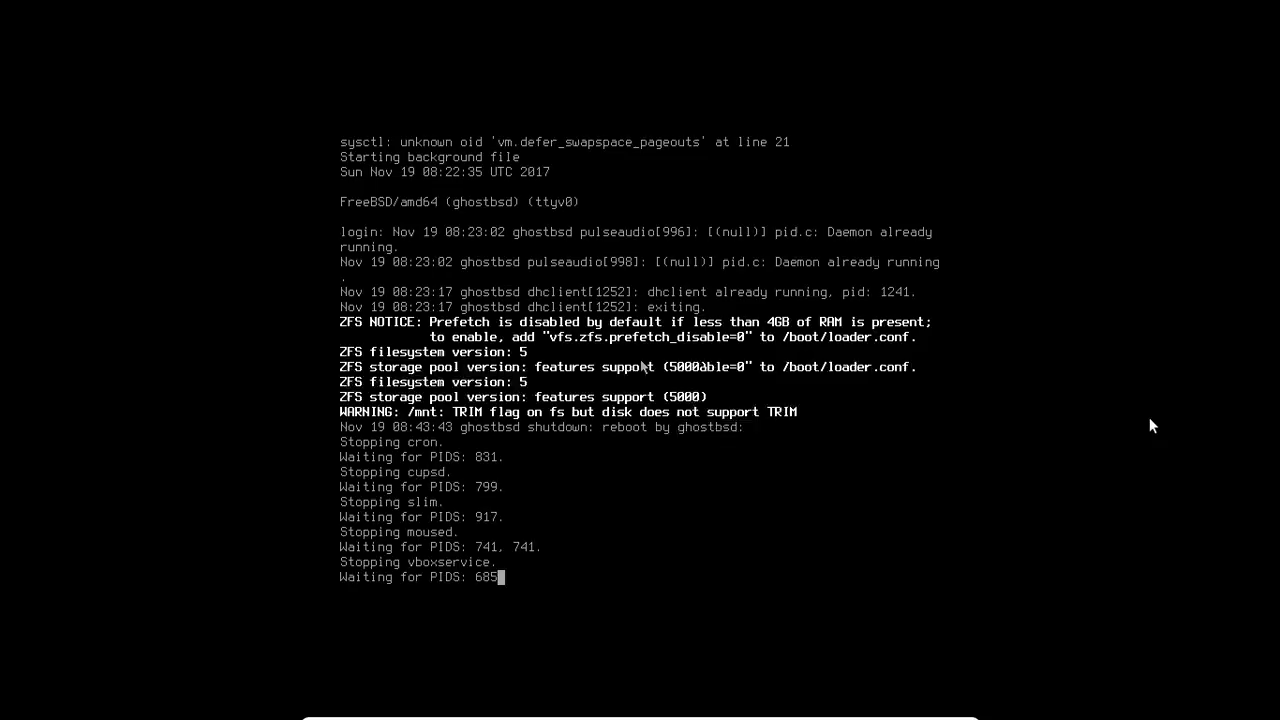 sysctl: unknown oid 'vm.defer_swapspace_pageouts' at line 21
Starting background file
Sun Nov 19 08:22:35 UTC 2017
FreeBSD/amd64 (ghostbsd) (ttyv0)
login: Nov 19 08:23:02 ghostbsd pulseaudio[996]: [(null)] pid.c: Daemon already
running.
Nov 19 08:23:02 ghostbsd pulseaudio[998]: [(null)] pid.c: Daemon already running
.
Nov 19 08:23:17 ghostbsd dhclient[1252]: dhclient already running, pid: 1241.
Nov 19 08:23:17 ghostbsd dhclient[1252]: exiting.
ZFS NOTICE: Prefetch is disabled by default if less than 4GB of RAM is present;
to enable, add "vfs.zfs.prefetch_disable=0" to /boot/loader.conf.
ZFS filesystem version: 5
ZFS storage pool version: features support (5000able=0" to /boot/loader.conf.
ZFS filesystem version: 5
ZFS storage pool version: features support (5000)
WARNING: /mnt: TRIM flag on fs but disk does not support TRIM
Nov 19 08:43:43 ghostbsd shutdown: reboot by ghostbsd:
Stopping cron.
Waiting for PIDS: 831.
Stopping cupsd.
Waiting for PIDS: 799.
Stopping slim.
Waiting for PIDS: 917.
Stopping moused.
Waiting for PIDS: 741, 741.
Stopping vboxservice.
Waiting for PIDS: 685